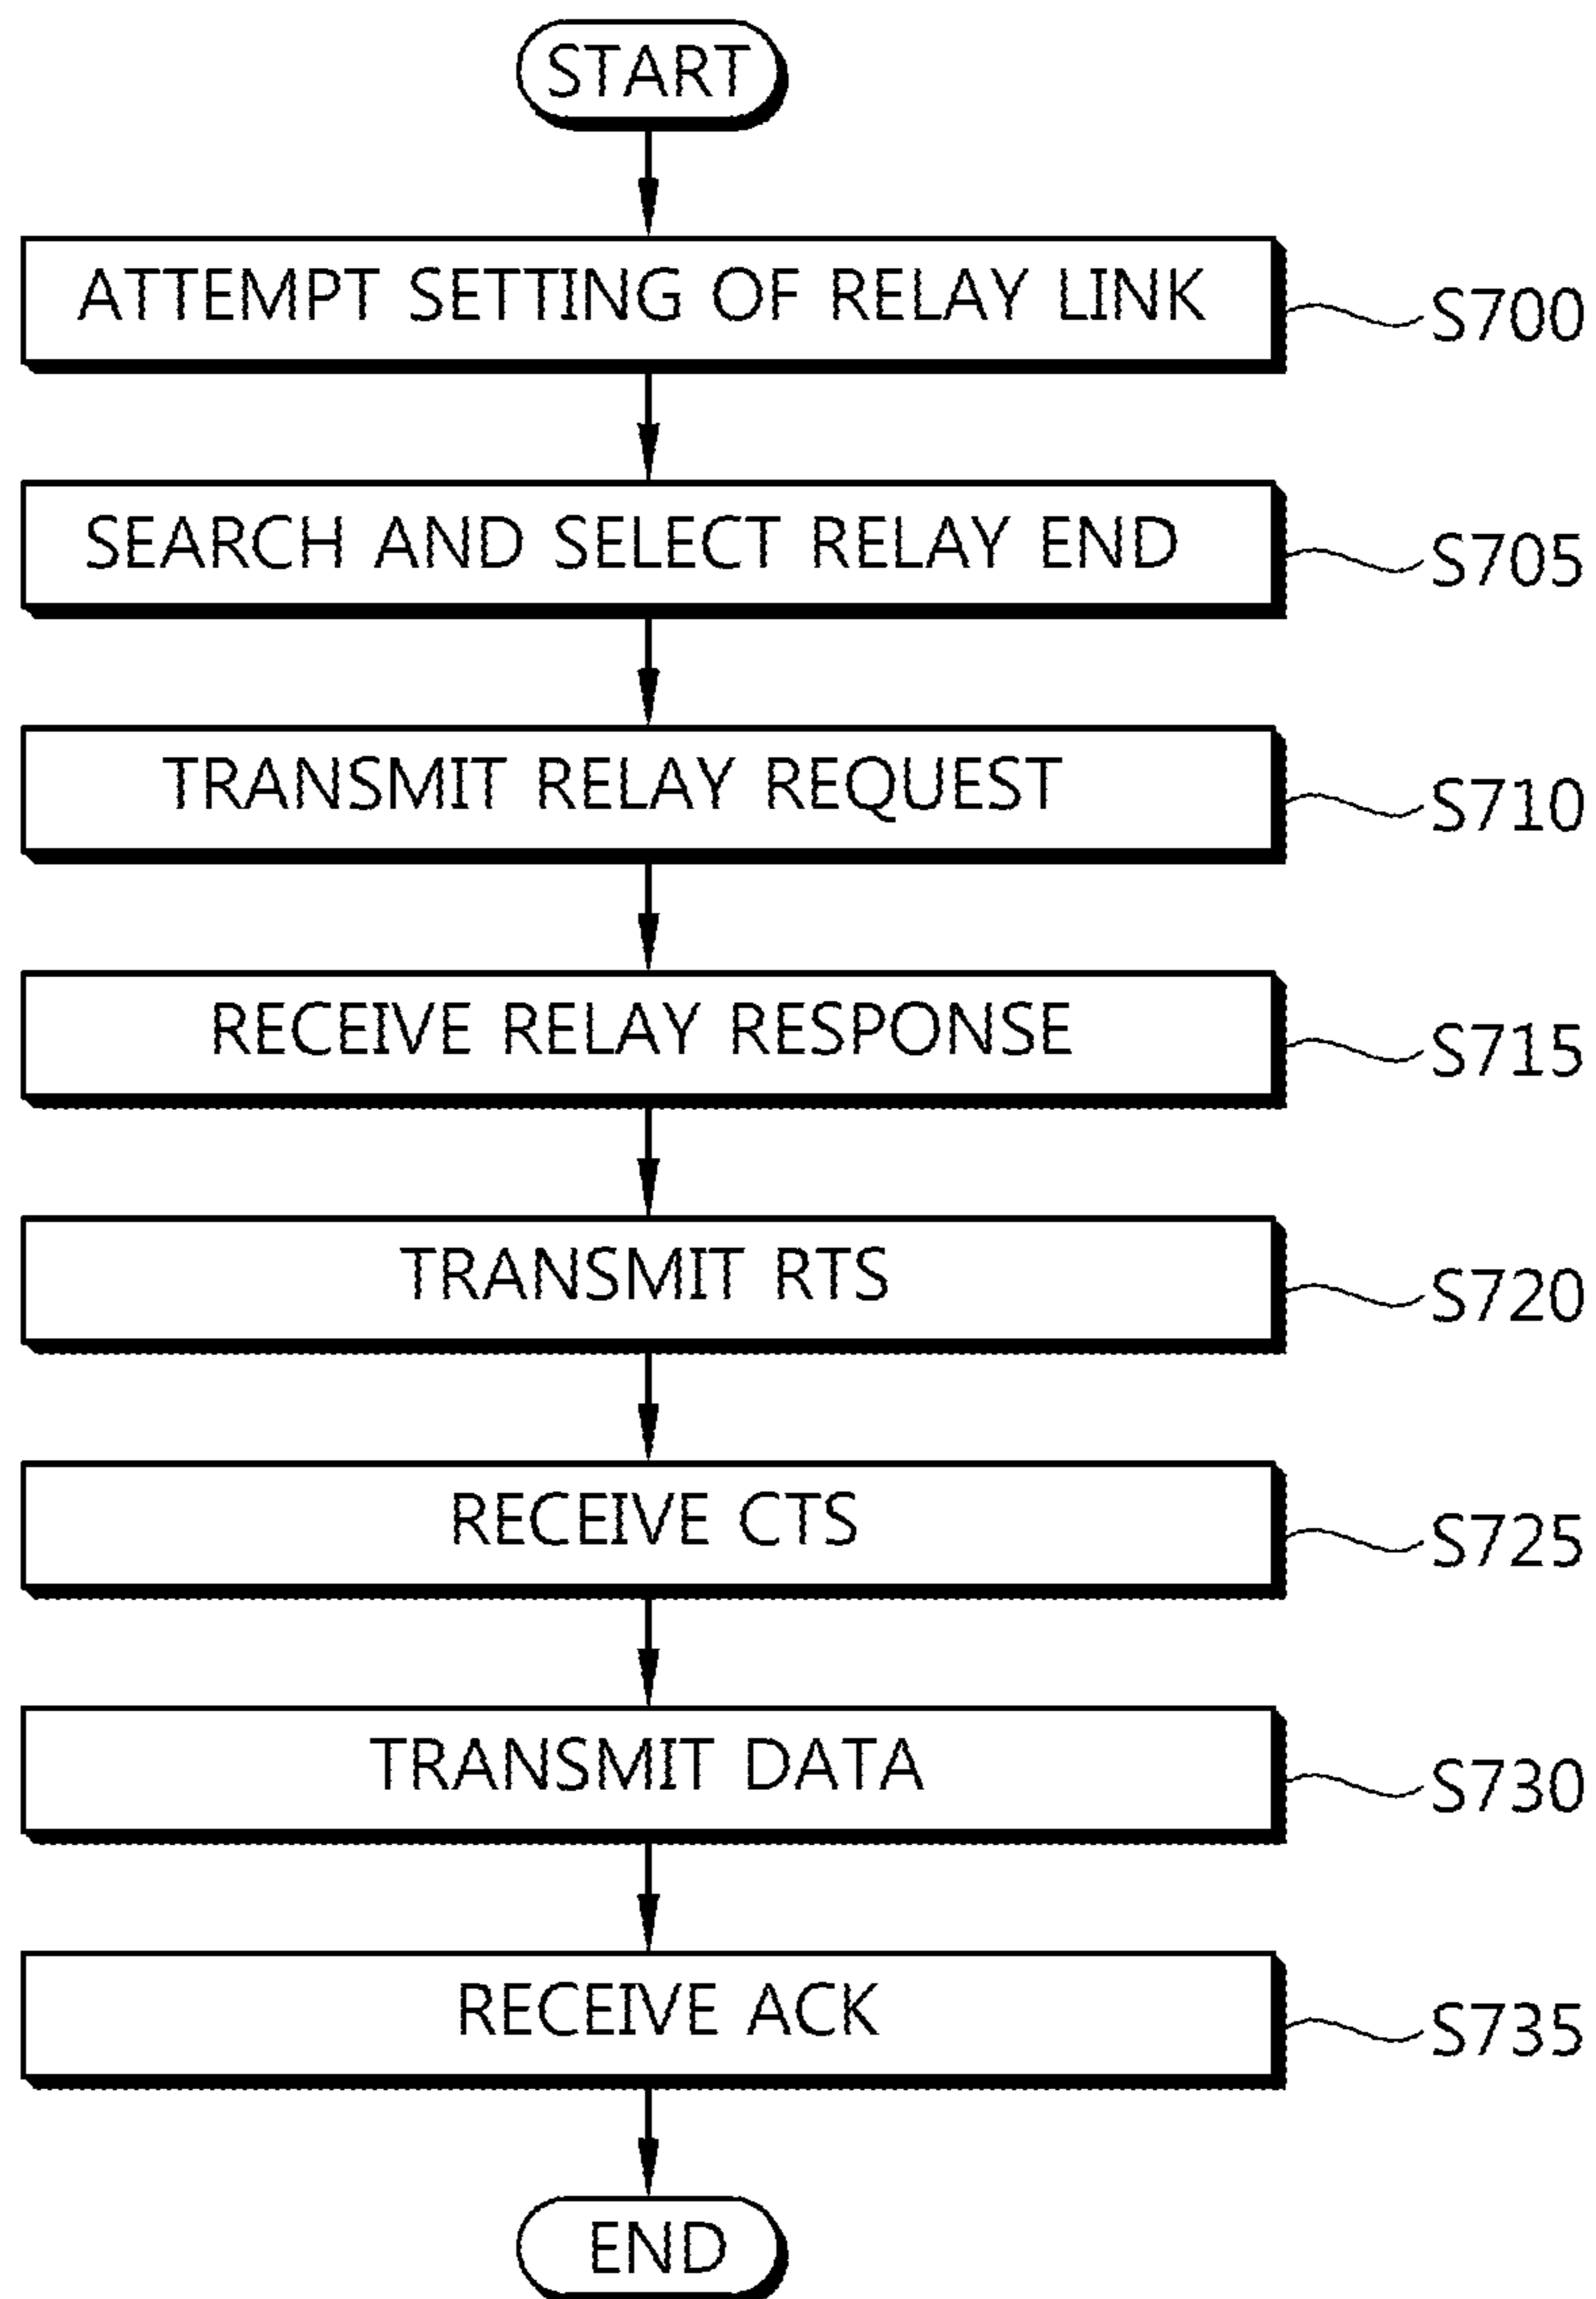 START
ATTEMPT SETTING OF RELAY LINK
S700
SEARCH AND SELECT RELAY END
S705
TRANSMIT RELAY REQUEST
S710
RECEIVE RELAY RESPONSE
S715
TRANSMIT RTS
S720
RECEIVE CTS
S725
TRANSMIT DATA
S730
RECEIVE ACK
S735
END